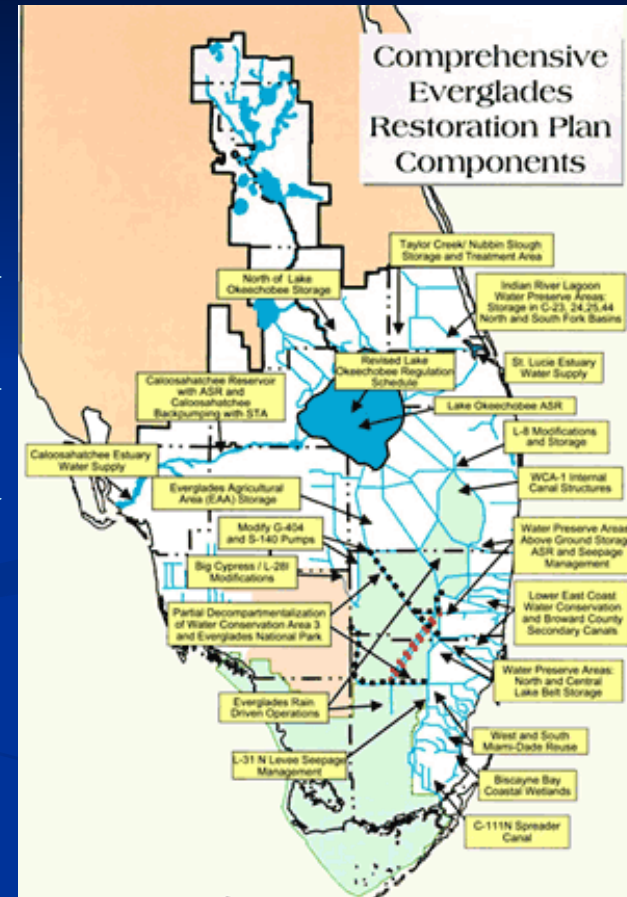 Comprehensive
Everglades
Restoration Plan
Components
Taylor Creek/ Nubbin Slough
Storage and Treatment Area
North of Lake
Okeechobee Storage
Indian River Lagoon
Water Preserve Areas:
Storage in C-23, 24,25,44
North and South Fork Basins
Revised Lake
Okeechobee Regulation
Schedule
St. Lucie Estuary
Water Supply
Caloosahatchee Reservoir
with ASR and
Caloosahatchee
Backpumping with STA
Lake Okeechobee ASR
L-8 Modifications
and Storage
Caloosahatchee Estuary
Water Supply
WCA-1 Internal
Canal Structures
Everglades Agricultural
Area (EAA) Storage
Modify G-404
and S-140 Pumps
Water Preserve Areas
Above Ground Storage
ASR and Seepage
Management
Big Cypress / L-28I
Modifications
Partial Decompartmentalization
of Water Conservation Area 3
and Everglades National Park
Lower East Coast
Water Conservation
and Broward County
Secondary Canals
Water Preserve Areas:
North and Central
Lake Belt Storage
Everglades Rain
Driven Operations
West and South
Miami-Dade Reuse
L-31 N Levee Seepage
Management
Biscayne Bay
Coastal Wetlands
C-111N Spreader
Canal